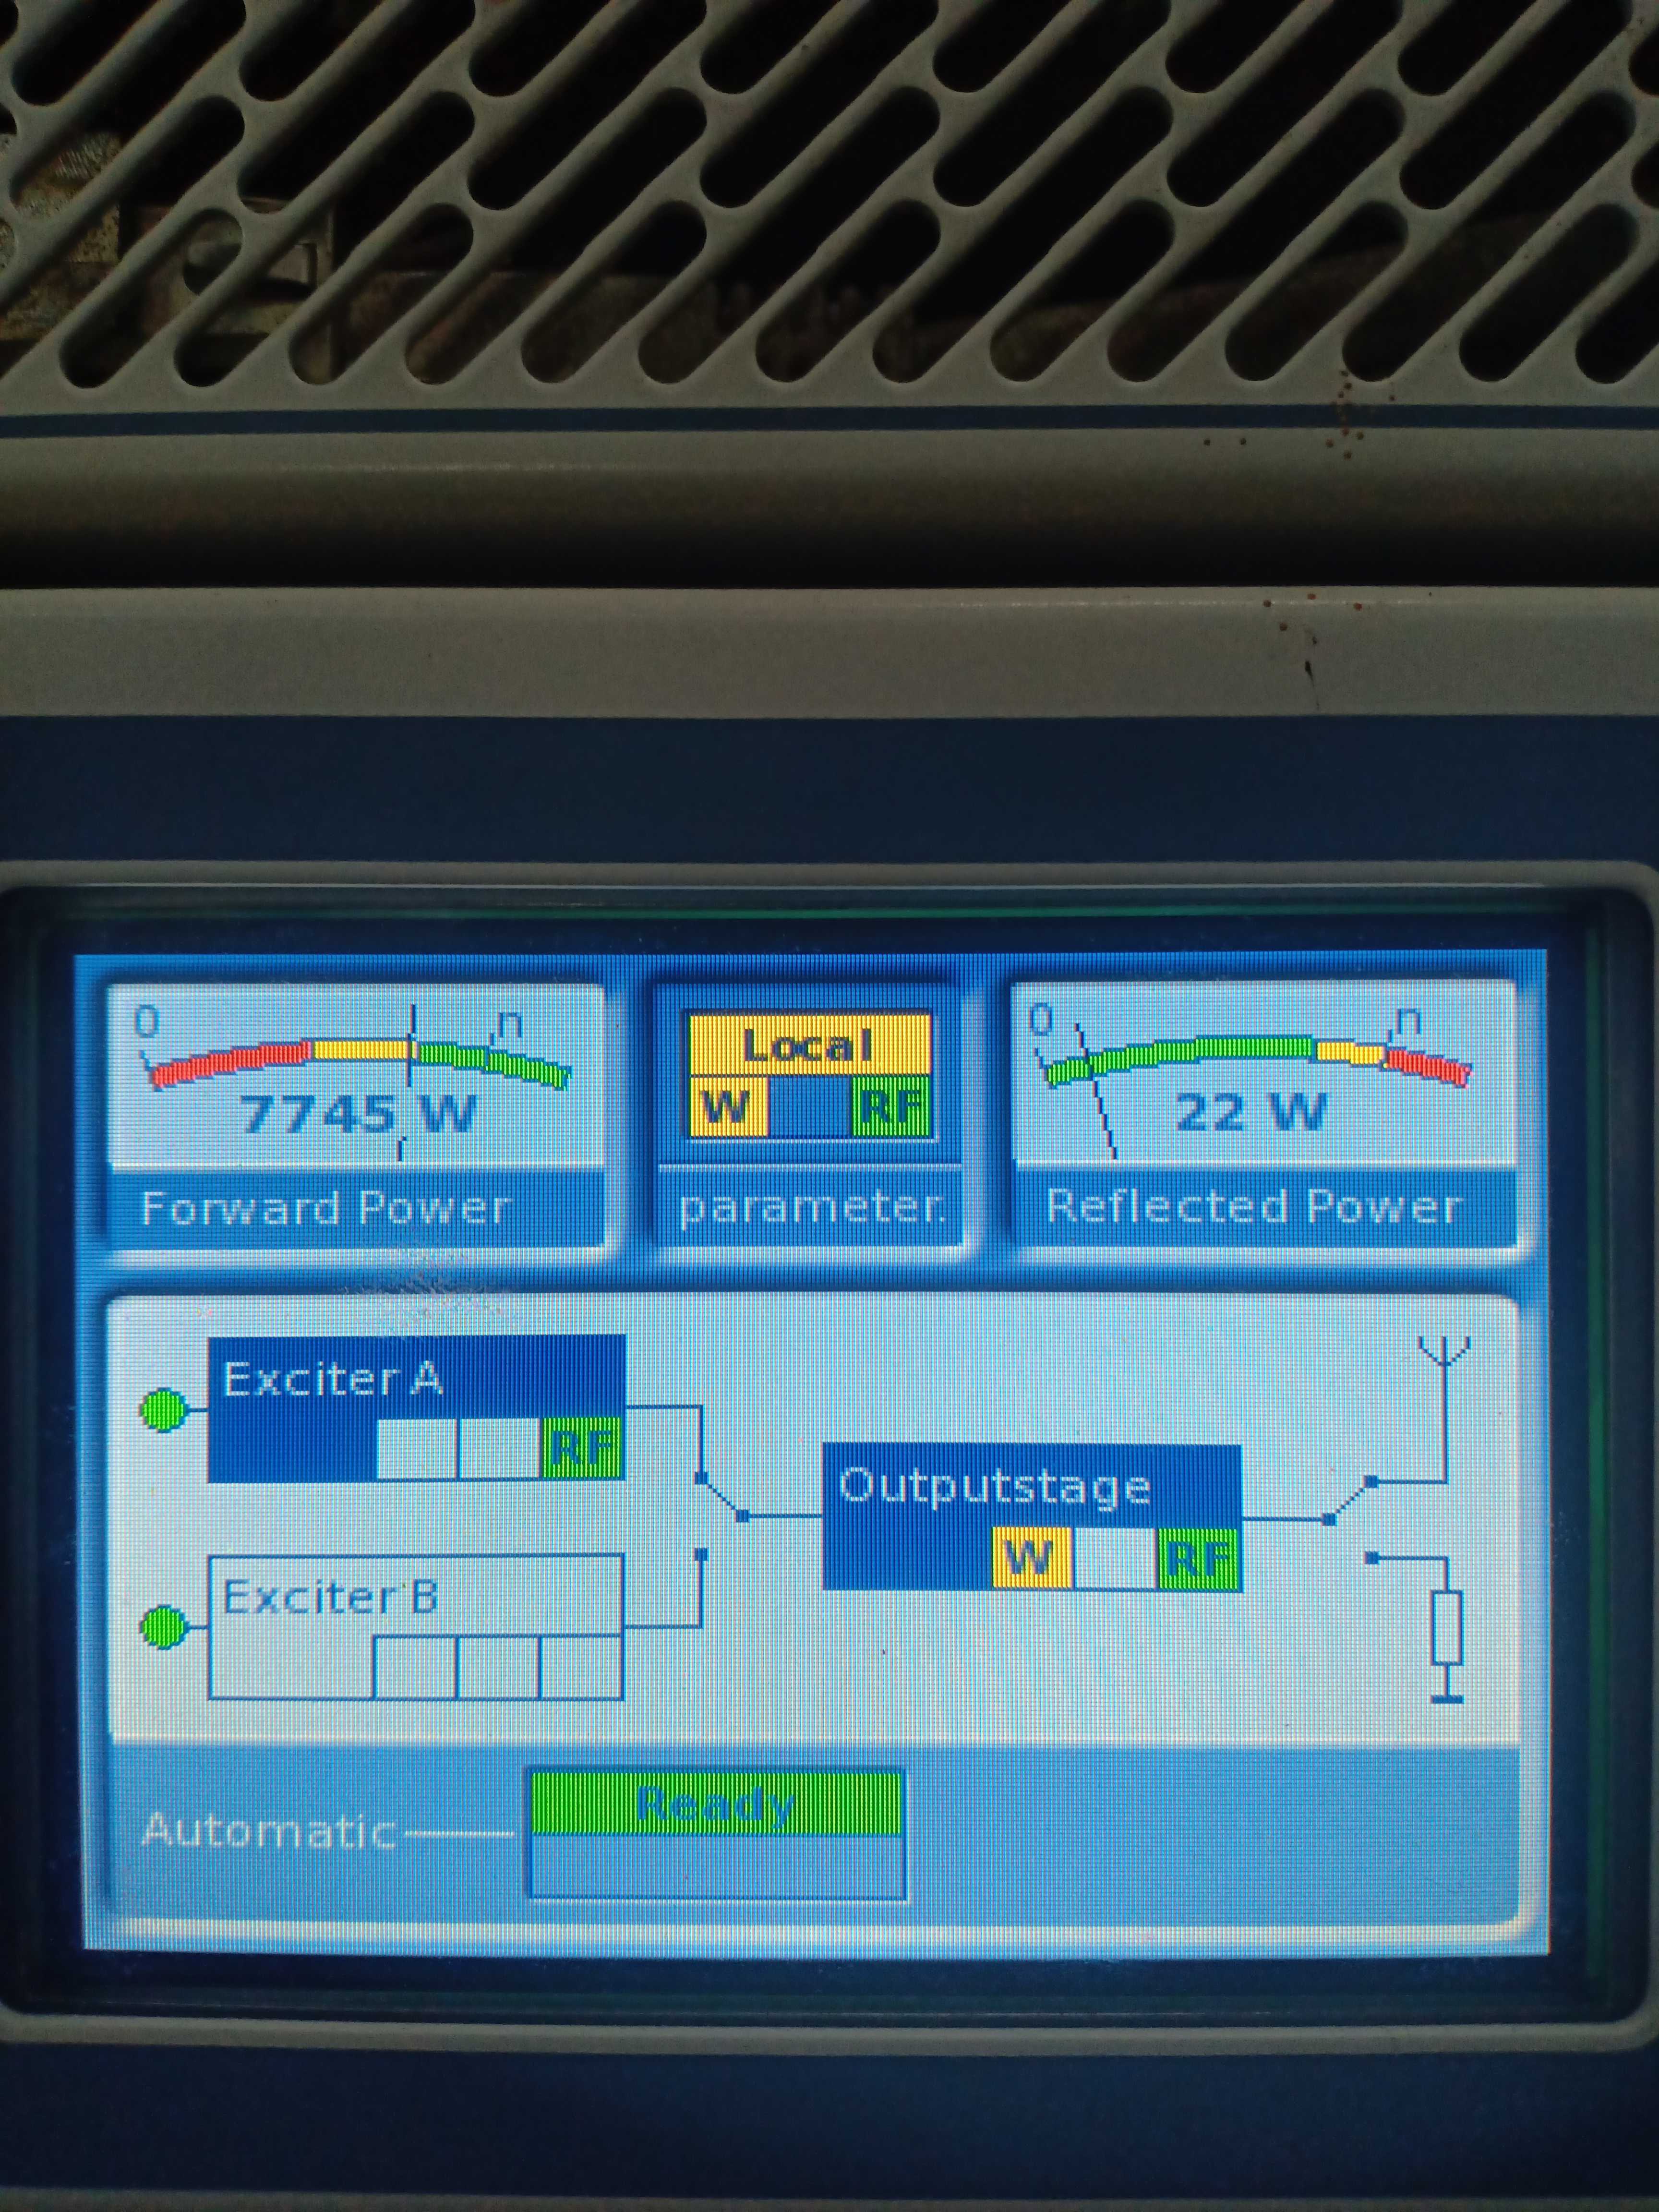 0
n
7745 W
Forward Power
Local
W
RF
parameter.
0
n
22 W
Reflected Power
Exciter A
RF
Exciter B
Outputstage
W
RF
Automatic
Ready